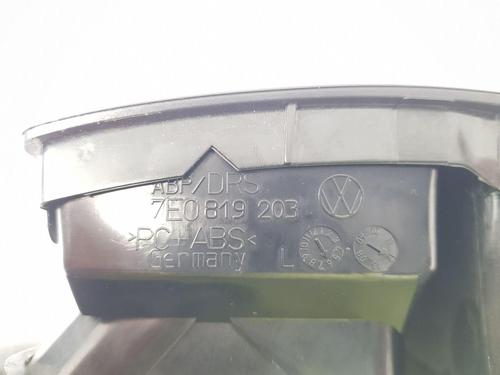 ABP/DRS
7E0 819 203
>PC+ABS<
Germany L